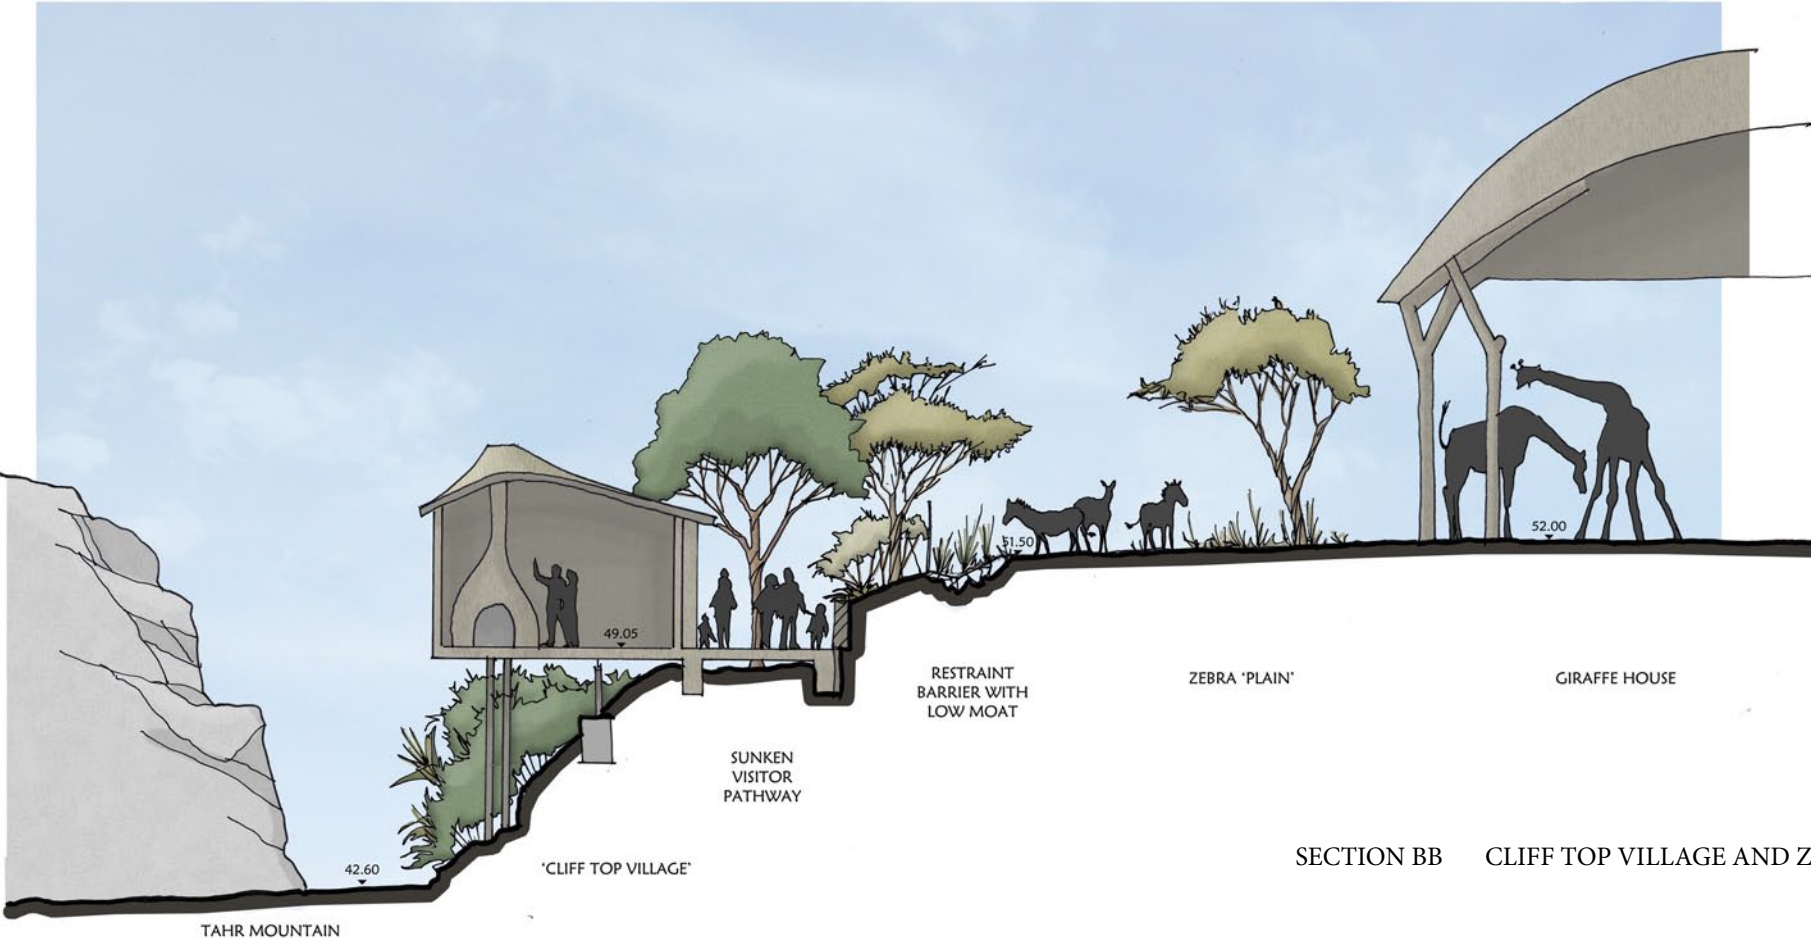 51.50
52.00
49.05
RESTRAINT
BARRIER WITH
LOW MOAT
ZEBRA ‘PLAIN’
GIRAFFE HOUSE
SUNKEN
VISITOR
PATHWAY
42.60
‘CLIFF TOP VILLAGE’
SECTION BB CLIFF TOP VILLAGE AND Z
TAHR MOUNTAIN